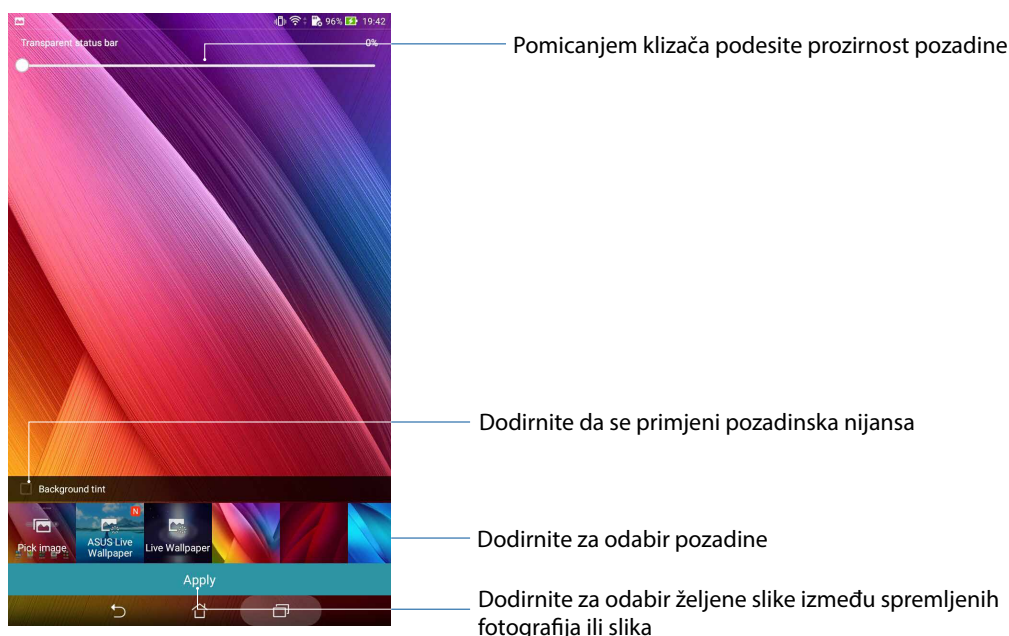 96% 19:42
Transparent status bar 0%
Pomicanjem klizača podesite prozirnost pozadine
Dodirnite da se primjeni pozadinska nijansa
Background tint
N
Pick image
ASUS Live
Wallpaper
Live Wallpaper
Dodirnite za odabir pozadine
Apply
Dodirnite za odabir željene slike između spremljenih
fotografija ili slika